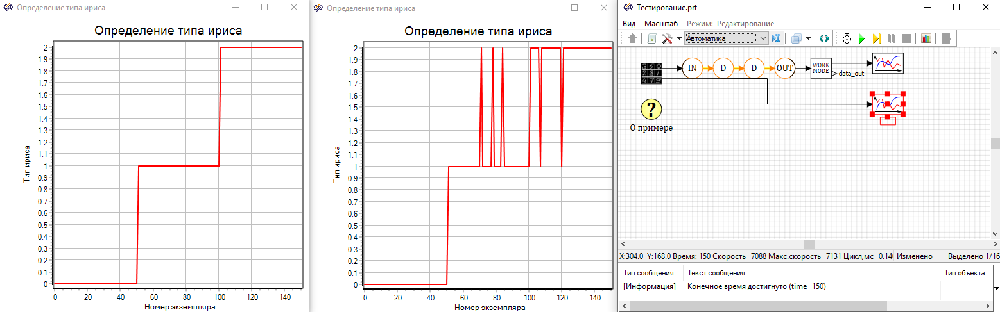 Определение типа ириса
Определение типа ириса
Тип ириса
2
1.9
1.8
1.7
1.6
1.5
1.4
1.3
1.2
1.1
1
0.9
0.8
0.7
0.6
0.5
0.4
0.3
0.2
0.1
0
0 20 40 60 80 100 120 140
Номер экземпляра
Определение типа ириса
Определение типа ириса
Тип ириса
2
1.9
1.8
1.7
1.6
1.5
1.4
1.3
1.2
1.1
1
0.9
0.8
0.7
0.6
0.5
0.4
0.3
0.2
0.1
0
0 20 40 60 80 100 120 140
Номер экземпляра
Тестирование.prt
Вид Масштаб Режим: Редактирование
Автоматика
IN D D OUT WORK MODE
data_out
?
О примере
X:304.0 Y:168.0 Время: 150 Скорость=7088 Макс.скорость=7131 Цикл,мс=0.140 Изменено Выделено 1/16
Тип сообщения Текст сообщения Тип объекта
[Информация] Конечное время достигнуто (time=150)